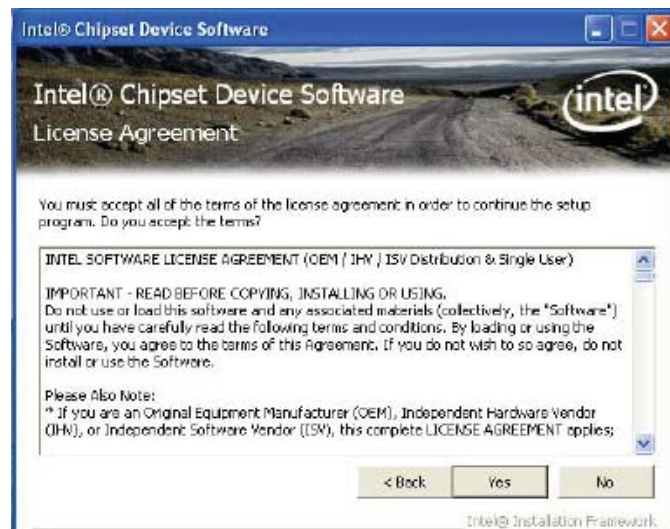 Intel® Chipset Device Software
Intel® Chipset Device Software
intel
License Agreement
You must accept all of the terms of the license agreement in order to continue the setup
program. Do you accept the terms?
INTEL SOFTWARE LICENSE AGREEMENT (OEM / IHV / ISV Distribution & Single User)
IMPORTANT - READ BEFORE COPYING, INSTALLING OR USING.
Do not use or load this software and any associated materials (collectively, the "Software")
until you have carefully read the following terms and conditions. By loading or using the
Software, you agree to the terms of this Agreement. If you do not wish to so agree, do not
install or use the Software.
Please Also Note:
* If you are an Original Equipment Manufacturer (OEM), Independent Hardware Vendor
(IHV), or Independent Software Vendor (ISV), this complete LICENSE AGREEMENT applies;
< Back
Yes
No
Intel® Installation Framework